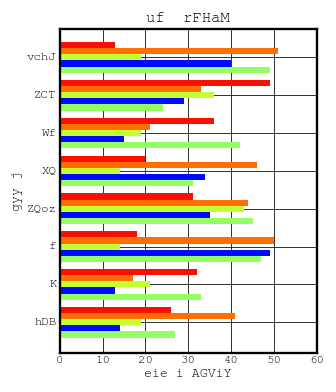 uf  rFHaM
vchJ
ZCT
Wf
XQ
ZQoz
f
K
hDB
gyy j
0 10 20 30 40 50 60
eie i AGViY